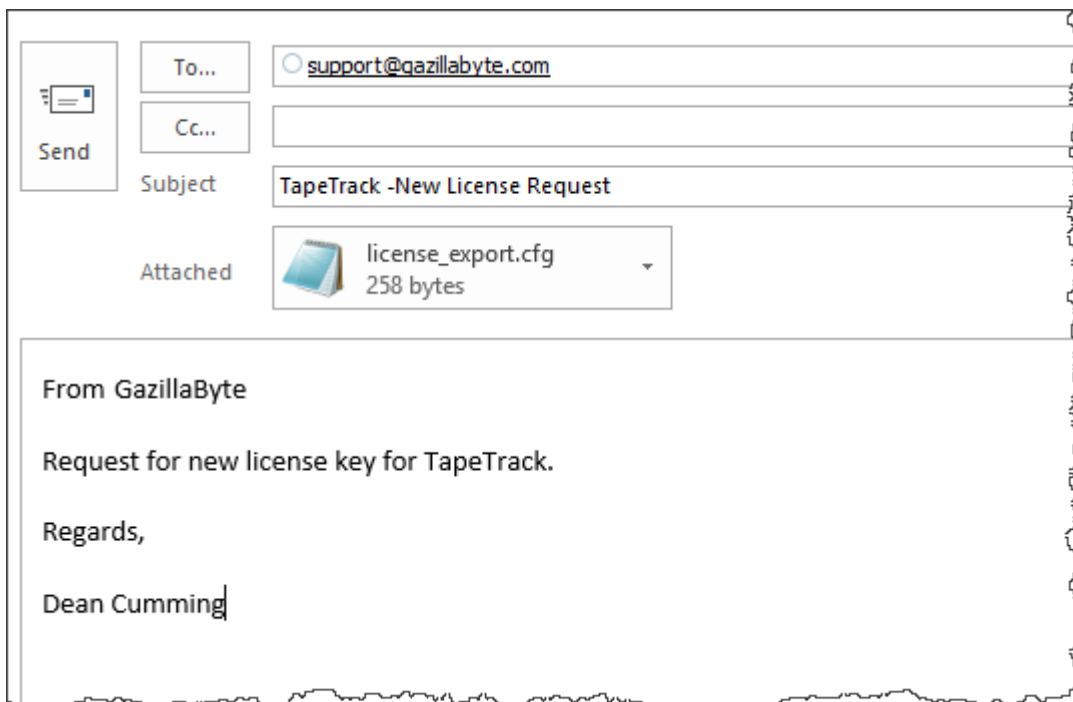 To...
support@gazillabyte.com
Cc...
Send
Subject
TapeTrack -New License Request
Attached
license_export.cfg
258 bytes
From GazillaByte
Request for new license key for TapeTrack.
Regards,
Dean Cumming